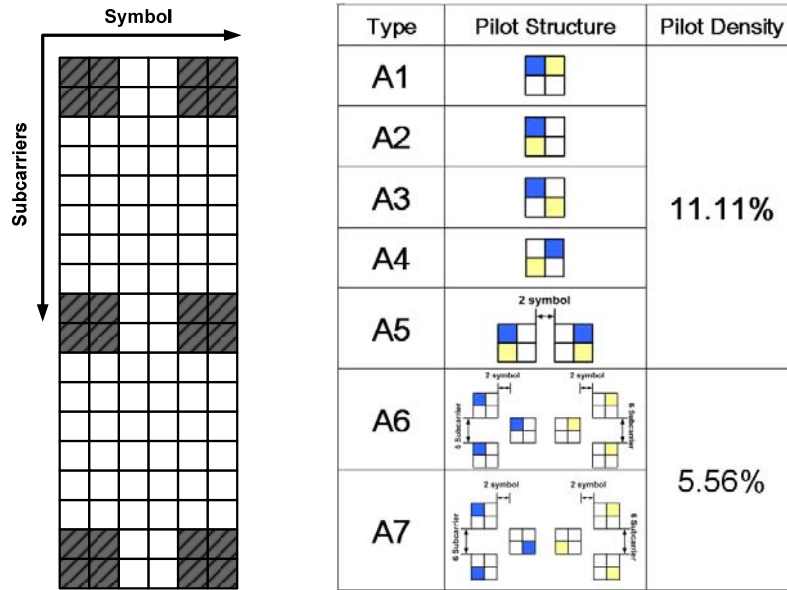 Symbol
Subcarriers
Type Pilot Structure Pilot Density
A1
A2
A3
11.11%
A4
2 symbol
A5
2 symbol 2 symbol
6 Subcarrier
A6
6 Subcarrier
5.56%
2 symbol 2 symbol
6 Subcarrier
A7
6 Subcarrier